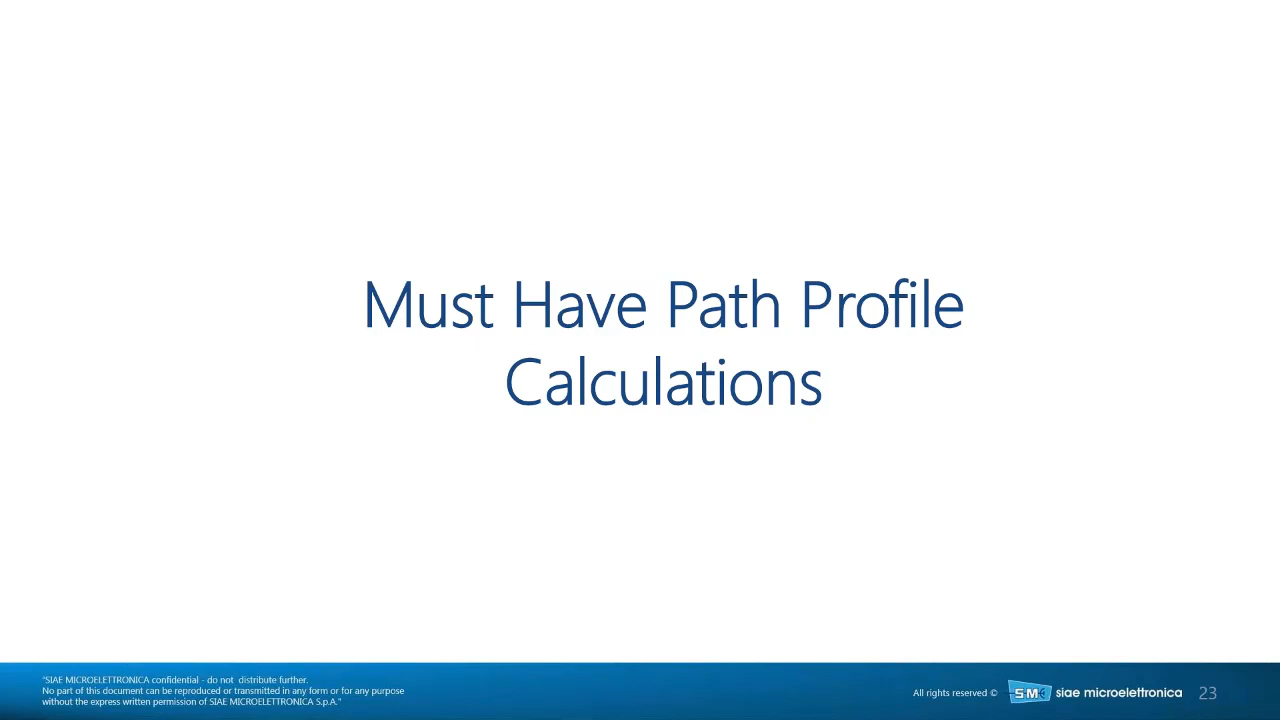 Must Have Path Profile
Calculations
"SIAE MICROELETTRONICA confidential - do not  distribute further.
No part of this document can be reproduced or transmitted in any form or for any purpose
without the express written permission of SIAE MICROELETTRONICA S.p.A."
All rights reserved © SM siae microelettronica 23